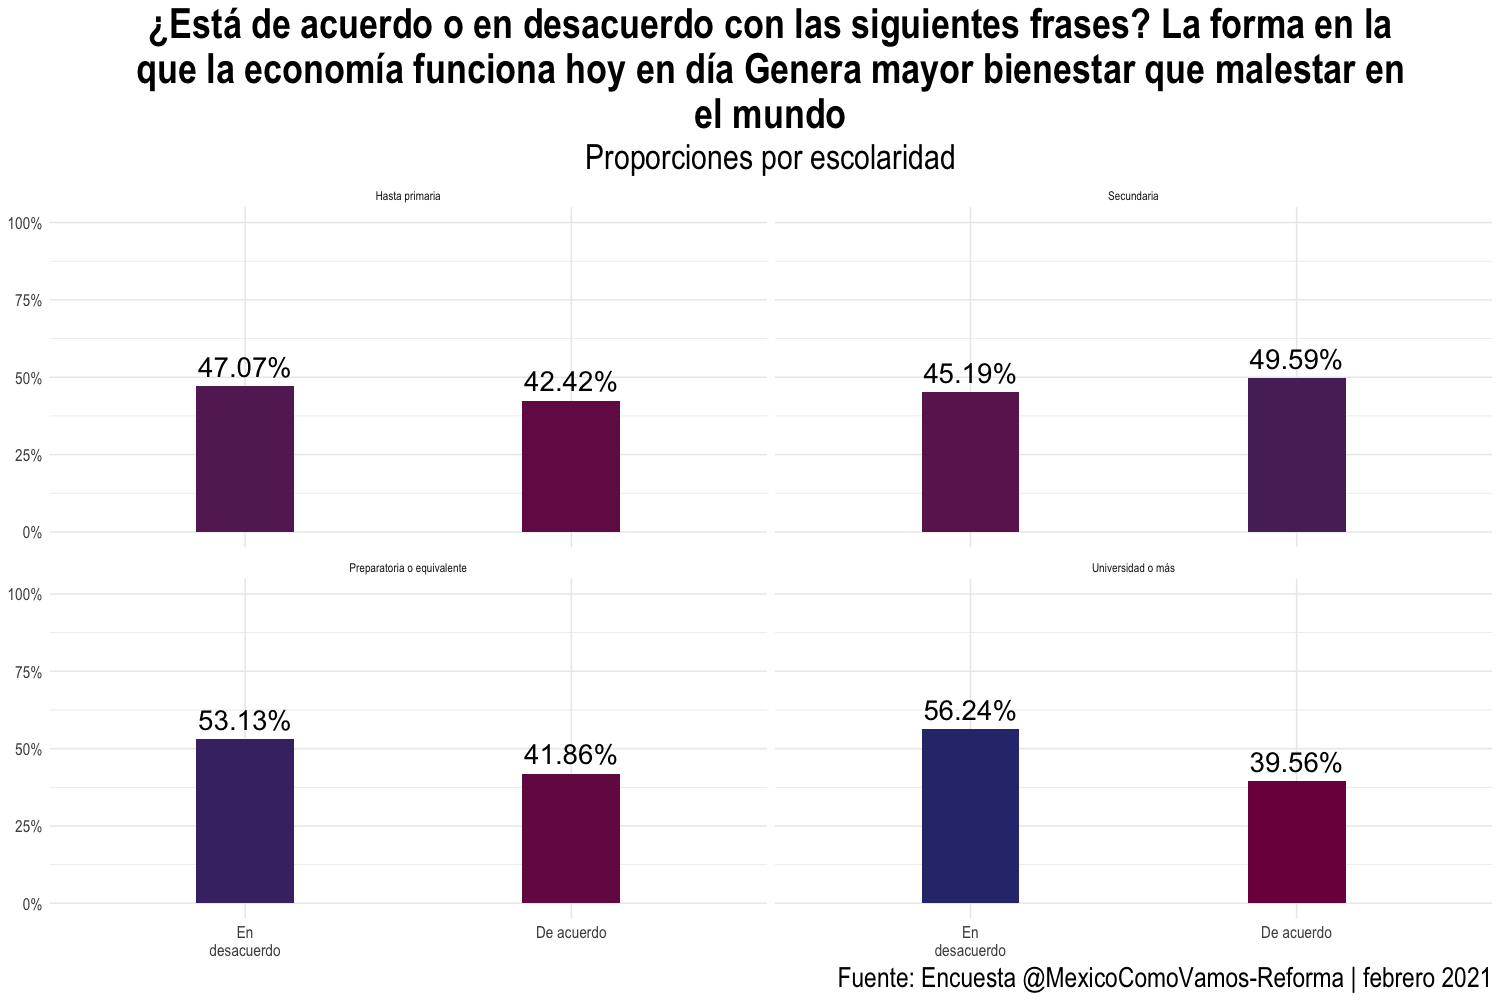 ¿Está de acuerdo o en desacuerdo con las siguientes frases? La forma en la
que la economía funciona hoy en día Genera mayor bienestar que malestar en
el mundo
Proporciones por escolaridad
Hasta primaria
Secundaria
100%
75%
50%
25%
0%
47.07%
42.42%
45.19%
49.59%
Preparatoria o equivalente
Universidad o más
100%
75%
50%
25%
0%
53.13%
41.86%
56.24%
39.56%
En
desacuerdo
De acuerdo
En
desacuerdo
De acuerdo
Fuente: Encuesta @MexicoComoVamos-Reforma | febrero 2021